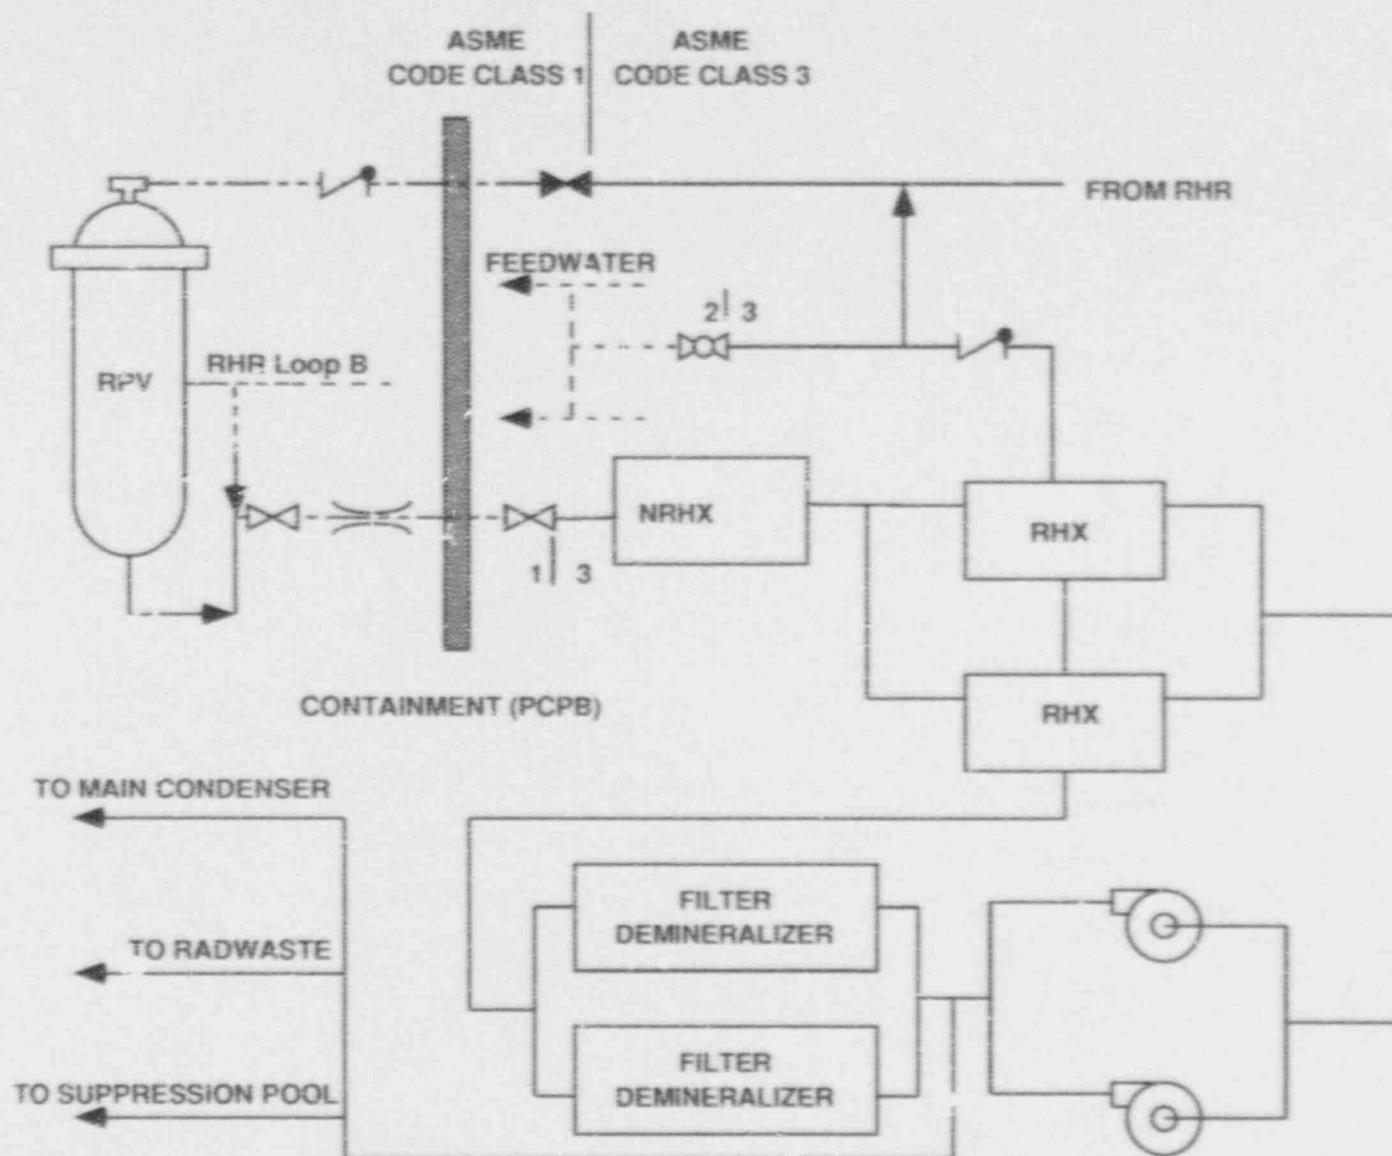 ASME
CODE CLASS 1
ASME
CODE CLASS 3
FROM RHR
FEEDWATER
2 3
RHR Loop B
RPV
NRHX
RHX
1 3
RHX
CONTAINMENT (PCPB)
TO MAIN CONDENSER
FILTER
DEMINERALIZER
TO RADWASTE
FILTER
DEMINERALIZER
TO SUPPRESSION POOL